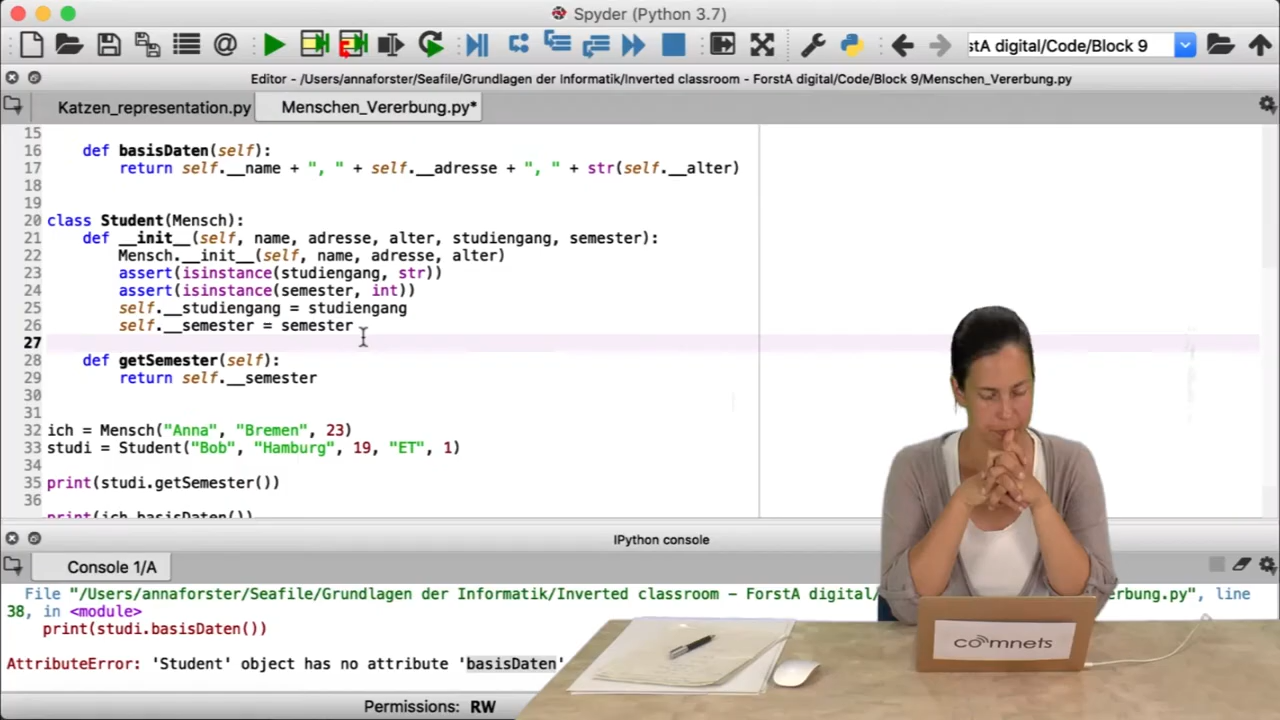 Spyder (Python 3.7)
stA digital/Code/Block 9
Editor - /Users/annaforster/Seafile/Grundlagen der Informatik/Inverted classroom - ForstA digital/Code/Block 9/Menschen_Vererbung.py
Katzen_representation.py
Menschen_Vererbung.py*
15
16 def basisDaten(self):
17 return self.__name + ", " + self.__adresse + ", " + str(self.__alter)
18
19
20 class Student(Mensch):
21 def __init__(self, name, adresse, alter, studiengang, semester):
22 Mensch.__init__(self, name, adresse, alter)
23 assert(isinstance(studiengang, str))
24 assert(isinstance(semester, int))
25 self.__studiengang = studiengang
26 self.__semester = semester
27
28 def getSemester(self):
29 return self.__semester
30
31
32 ich = Mensch("Anna", "Bremen", 23)
33 studi = Student("Bob", "Hamburg", 19, "ET", 1)
34
35 print(studi.getSemester())
36
print(ich.basisDaten())
IPython console
Console 1/A
File "/Users/annaforster/Seafile/Grundlagen der Informatik/Inverted classroom - ForstA digital/ erbung.py", line
38, in <module>
print(studi.basisDaten())
AttributeError: 'Student' object has no attribute 'basisDaten'
comnets
Permissions: RW